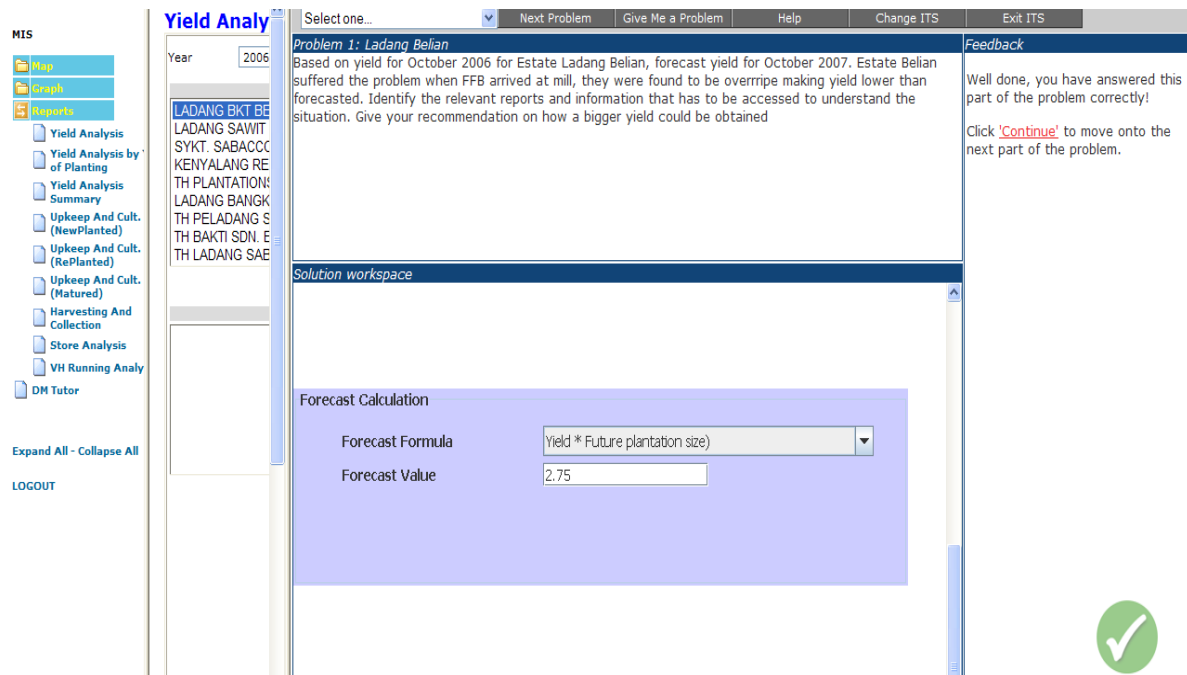 MIS
Map
Graph
Reports
Yield Analysis
Yield Analysis by
of Planting
Yield Analysis
Summary
Upkeep And Cult.
(NewPlanted)
Upkeep And Cult.
(RePlanted)
Upkeep And Cult.
(Matured)
Harvesting And
Collection
Store Analysis
VH Running Analy
DM Tutor
Expand All - Collapse All
LOGOUT
Yield Analy
Year 2006
LADANG BKT BE
LADANG SAWIT
SYKT. SABACCO
KENYALANG RE
TH PLANTATIONS
LADANG BANGK
TH PELADANG S
TH BAKTI SDN. B
TH LADANG SAB
Select one... Next Problem Give Me a Problem Help Change ITS Exit ITS
Problem 1: Ladang Belian
Based on yield for October 2006 for Estate Ladang Belian, forecast yield for October 2007. Estate Belian
suffered the problem when FFB arrived at mill, they were found to be overrripe making yield lower than
forecasted. Identify the relevant reports and information that has to be accessed to understand the
situation. Give your recommendation on how a bigger yield could be obtained
Solution workspace
Forecast Calculation
Forecast Formula Yield * Future plantation size)
Forecast Value 2.75
Feedback
Well done, you have answered this
part of the problem correctly!
Click 'Continue' to move onto the
next part of the problem.